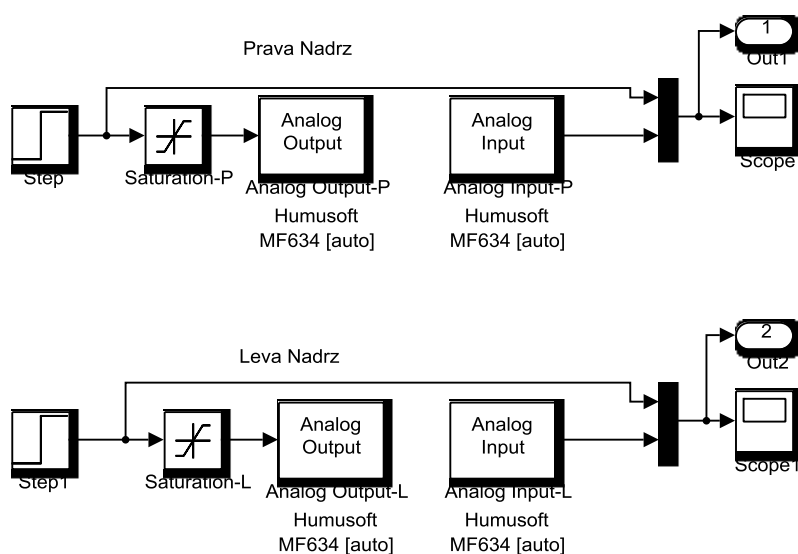 Prava Nadrz
1
Out1
Analog
Output
Analog
Input
Step
Saturation-P
Analog Output-P
Analog Input-P
Scope
Humusoft
MF634 [auto]
Humusoft
MF634 [auto]
Leva Nadrz
2
Out2
Analog
Output
Analog
Input
Step1
Saturation-L
Analog Output-L
Analog Input-L
Scope1
Humusoft
MF634 [auto]
Humusoft
MF634 [auto]